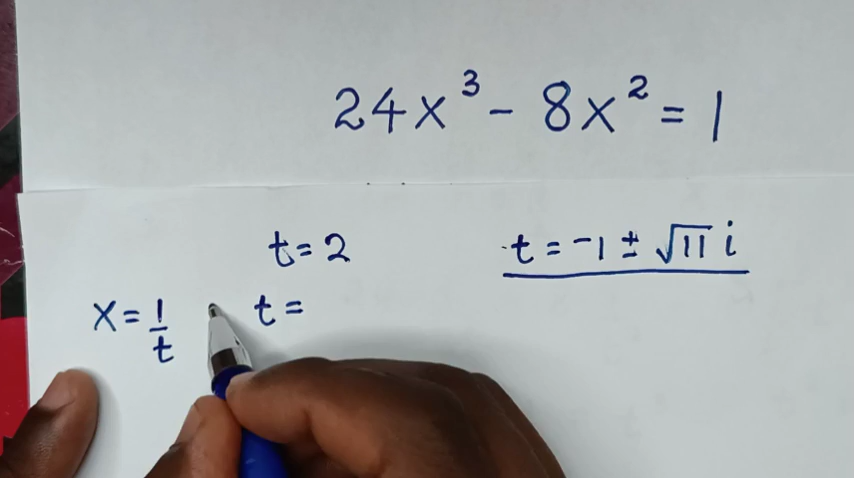 24x³ - 8x² = 1
t = 2
t = -1 ± √11 i
x = 1/t
t =